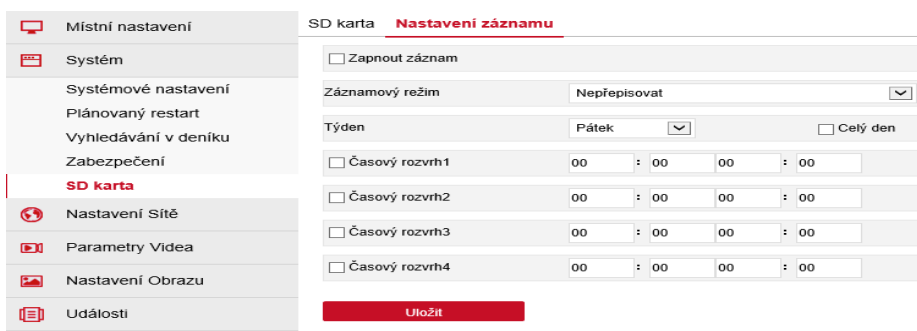 Místní nastavení
Systém
Systémové nastavení
Plánovaný restart
Vyhledávání v deníku
Zabezpečení
SD karta
Nastavení Sítě
Parametry Videa
Nastavení Obrazu
Události
SD karta Nastavení záznamu
Zapnout záznam
Záznamový režim Nepřepisovat
Týden Pátek Celý den
Časový rozvrh1 00 : 00 00 : 00
Časový rozvrh2 00 : 00 00 : 00
Časový rozvrh3 00 : 00 00 : 00
Časový rozvrh4 00 : 00 00 : 00
Uložit